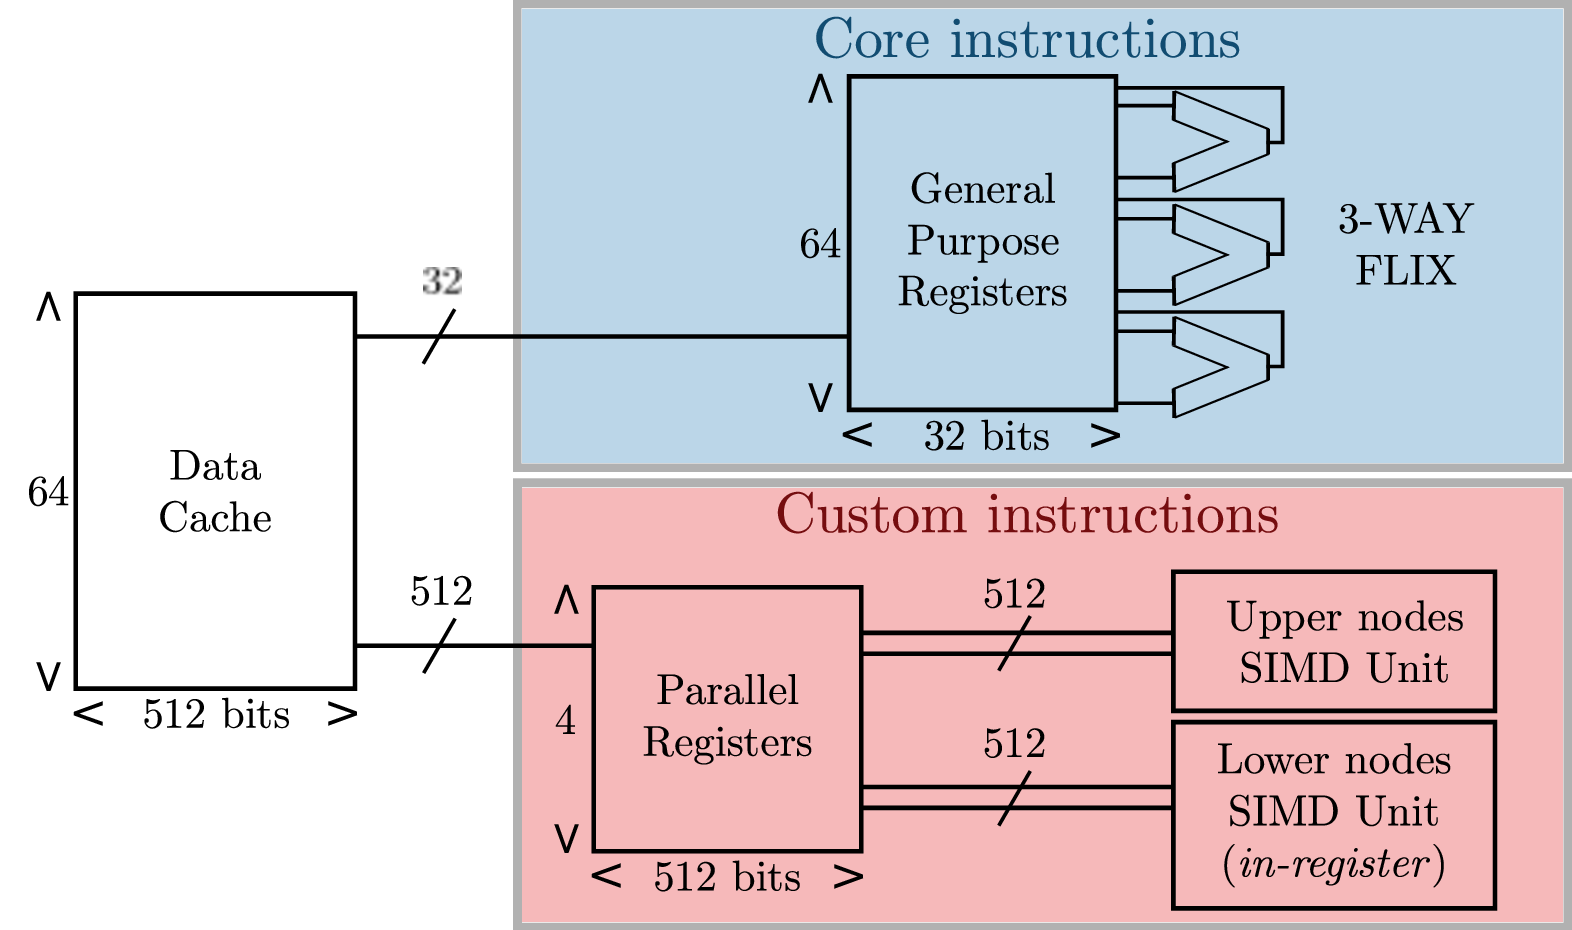 Core instructions
General
Purpose
Registers
64
32 bits
3-WAY
FLIX
32
Data
Cache
64
512 bits
512
Custom instructions
Parallel
Registers
4
512 bits
512
Upper nodes
SIMD Unit
512
Lower nodes
SIMD Unit
(in-register)